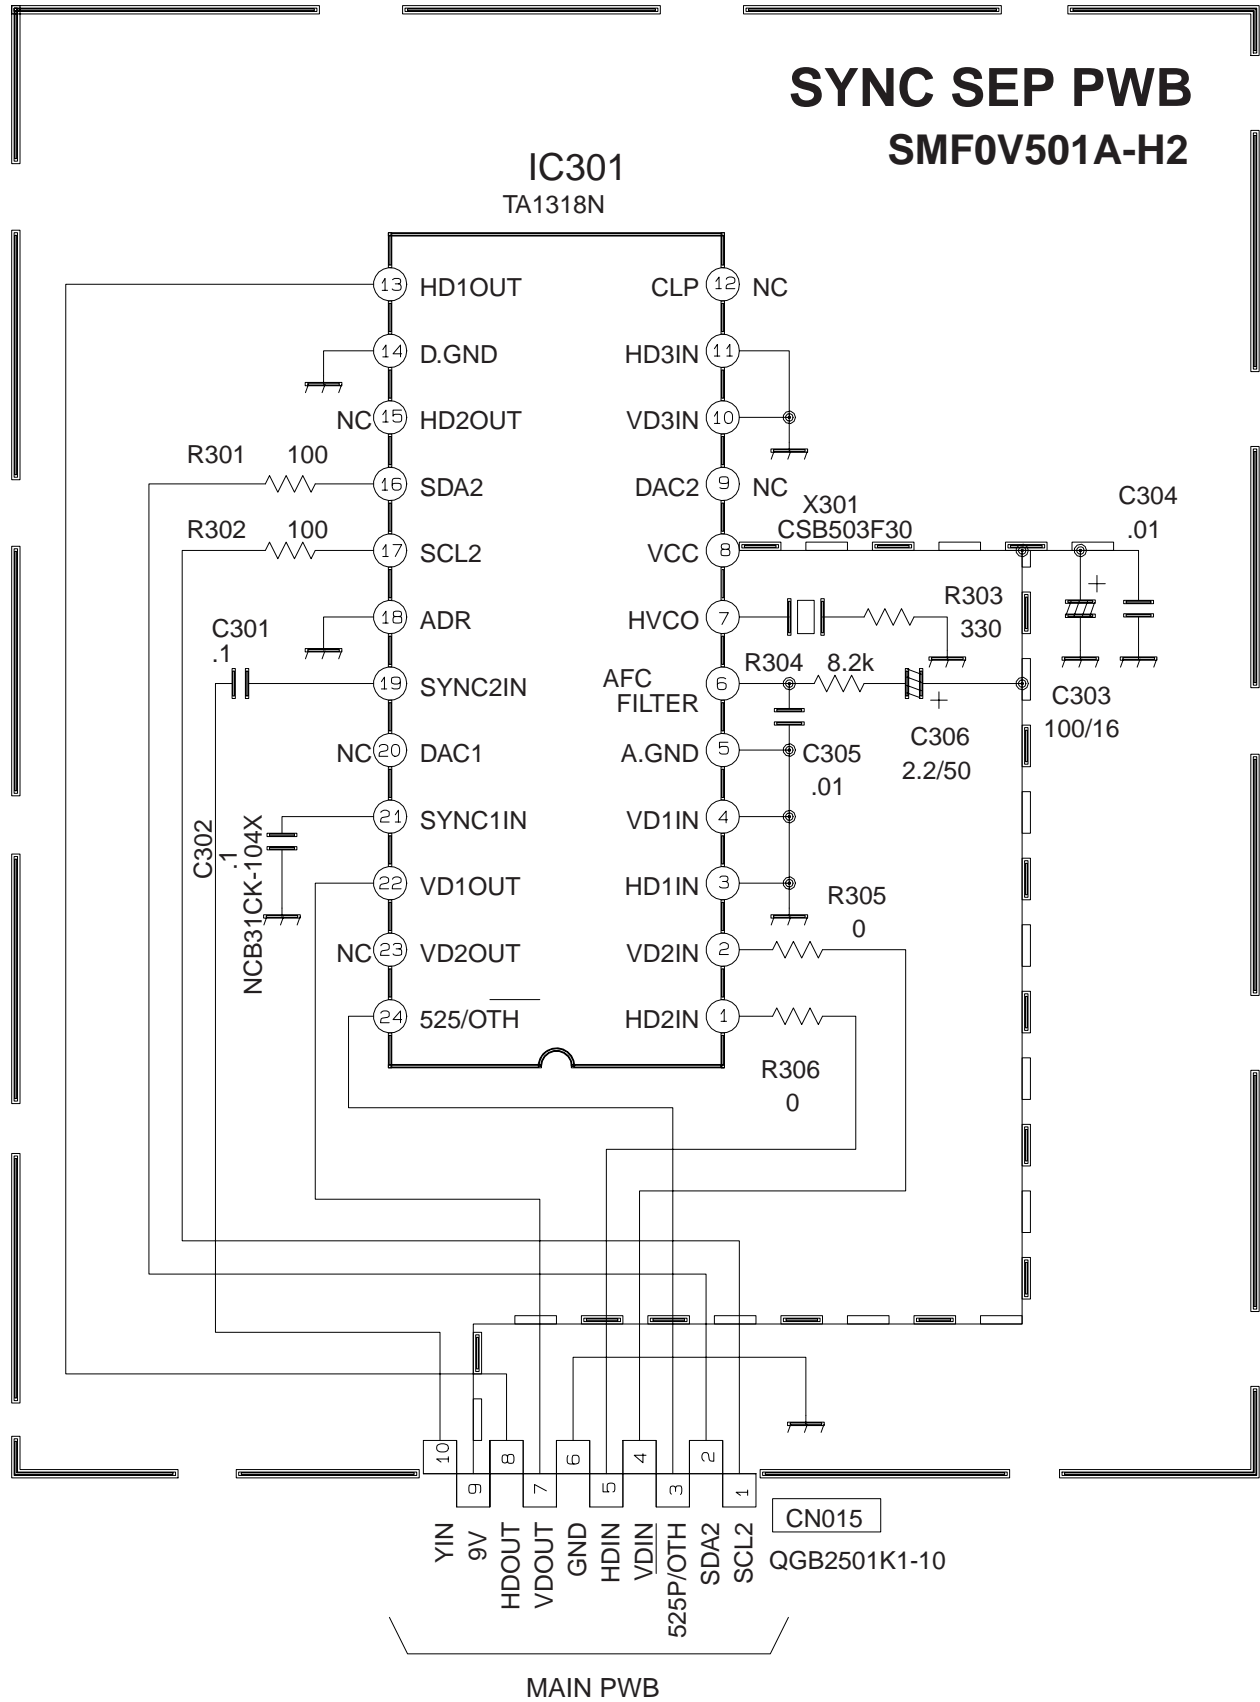 SYNC SEP PWB
SMF0V501A-H2
IC301
TA1318N
13 HD1OUT CLP 12 NC
14 D.GND HD3IN 11
NC 15 HD2OUT VD3IN 10
R301 100
16 SDA2 DAC2 9 NC
X301
CSB503F30
C304
.01
R302 100
17 SCL2 VCC 8
+
R303
330
18 ADR HVCO 7
C301
.1
R304 8.2k
19 SYNC2IN AFC FILTER 6
+
C303
100/16
C306
2.2/50
NC 20 DAC1 A.GND 5
C305
.01
21 SYNC1IN VD1IN 4
C302
.1
NCB31CK-104X
22 VD1OUT HD1IN 3
R305
0
NC 23 VD2OUT VD2IN 2
24 525/OTH HD2IN 1
R306
0
10 9 8 7 6 5 4 3 2 1
YIN
9V
HDOUT
VDOUT
GND
HDIN
VDIN
525P/OTH
SDA2
SCL2
CN015
QGB2501K1-10
MAIN PWB